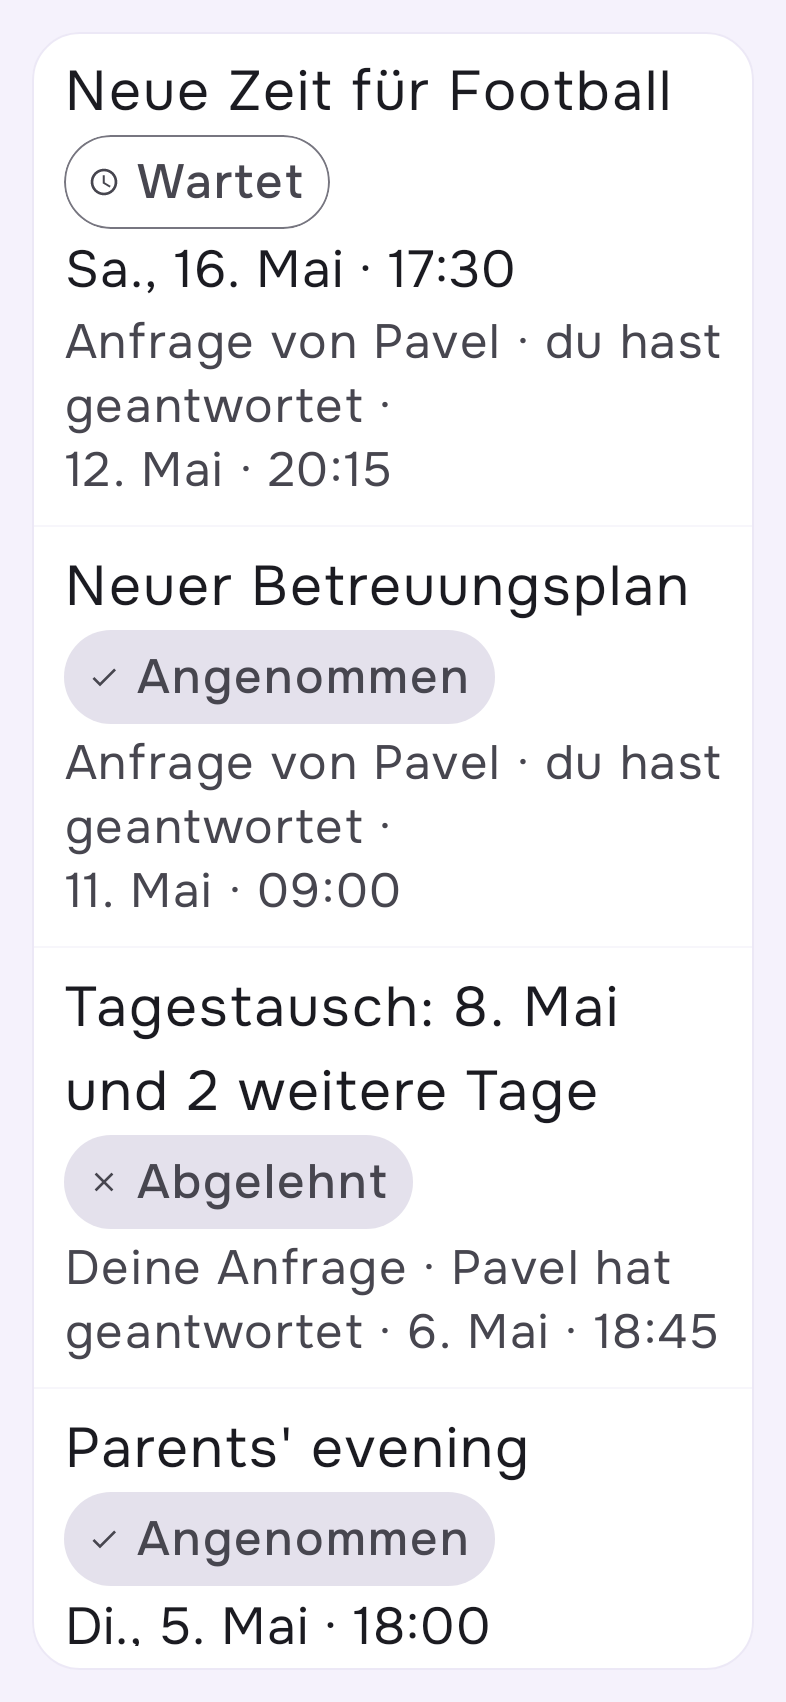 Neue Zeit für Football
Wartet
Sa., 16. Mai · 17:30
Anfrage von Pavel · du hast
geantwortet ·
12. Mai · 20:15
Neuer Betreuungsplan
Angenommen
Anfrage von Pavel · du hast
geantwortet ·
11. Mai · 09:00
Tagestausch: 8. Mai
und 2 weitere Tage
Abgelehnt
Deine Anfrage · Pavel hat
geantwortet · 6. Mai · 18:45
Parents' evening
Angenommen
Di., 5. Mai · 18:00